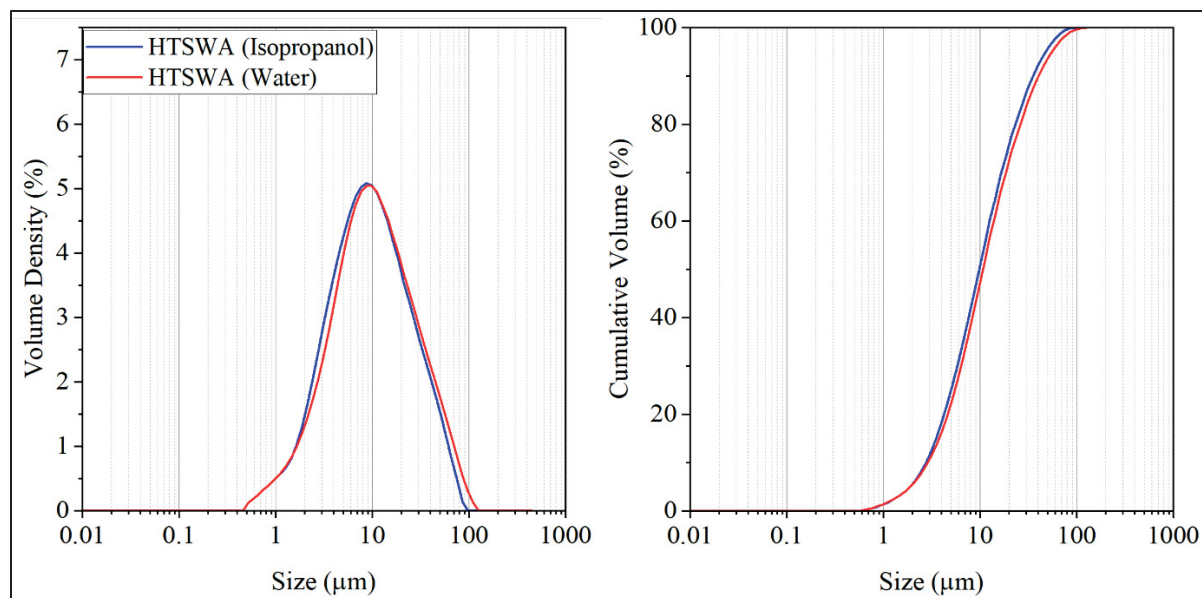 HTSWA (Isopropanol)
HTSWA (Water)
7
6
5
4
3
2
1
0
Volume Density (%)
0.01 0.1 1 10 100 1000
Size (μm)
100
80
60
40
20
0
Cumulative Volume (%)
0.01 0.1 1 10 100 1000
Size (μm)